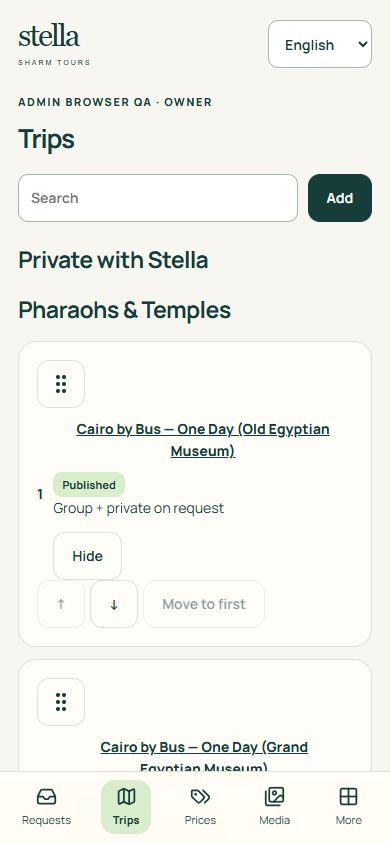 stella
SHARM TOURS
English
ADMIN BROWSER QA · OWNER
Trips
Search
Add
Private with Stella
Pharaohs & Temples
Cairo by Bus — One Day (Old Egyptian
Museum)
1
Published
Group + private on request
Hide
↑
↓
Move to first
Cairo by Bus — One Day (Grand
Egyptian Museum)
Requests
Trips
Prices
Media
More